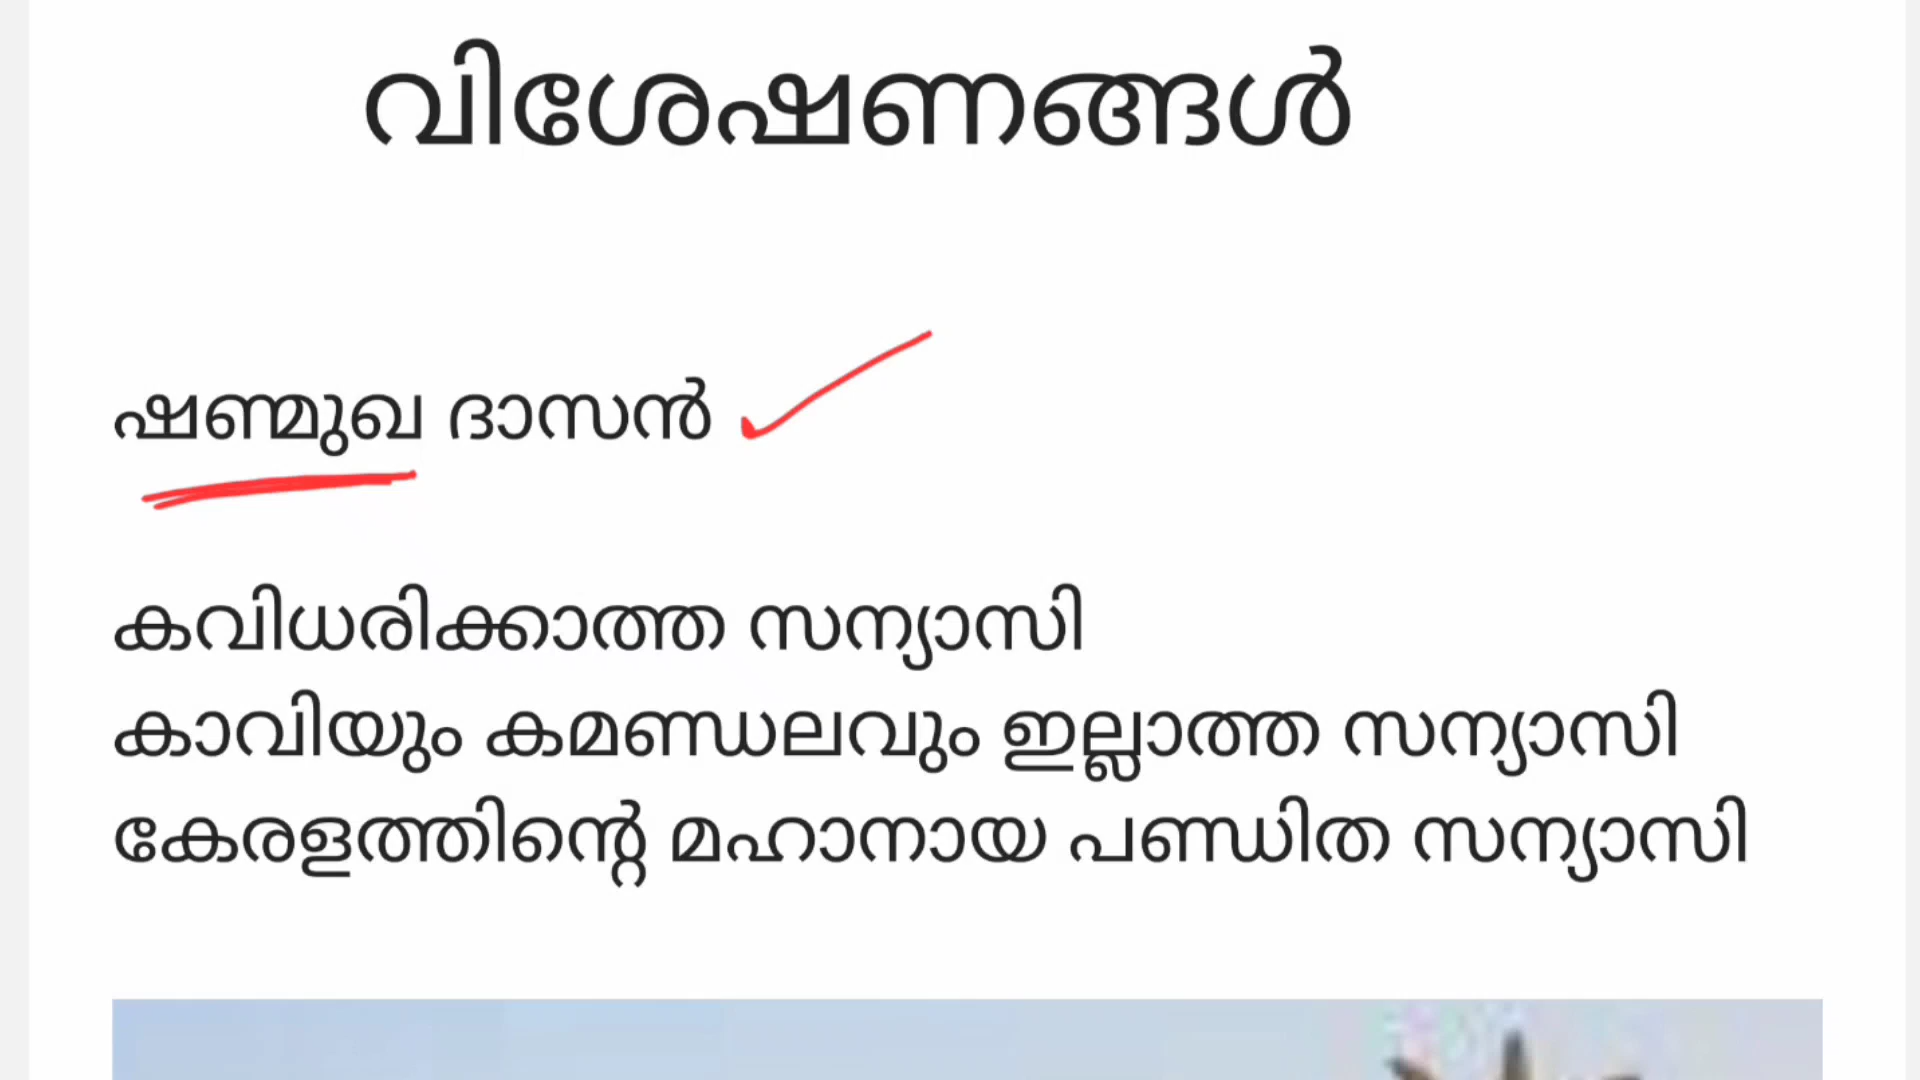 വിശേഷണങ്ങൾ
ഷണ്മുഖ ദാസൻ
കവിധരിക്കാത്ത സന്യാസി
കാവിയും കമണ്ഡലവും ഇല്ലാത്ത സന്യാസി
കേരളത്തിന്റെ മഹാനായ പണ്ഡിത സന്യാസി